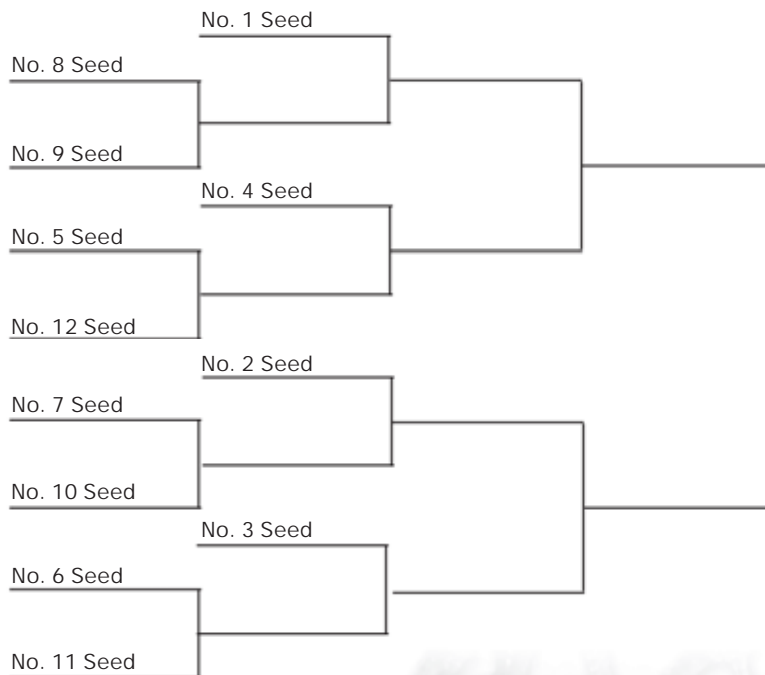 No. 1 Seed
No. 8 Seed
No. 9 Seed
No. 4 Seed
No. 5 Seed
No. 12 Seed
No. 2 Seed
No. 7 Seed
No. 10 Seed
No. 3 Seed
No. 6 Seed
No. 11 Seed